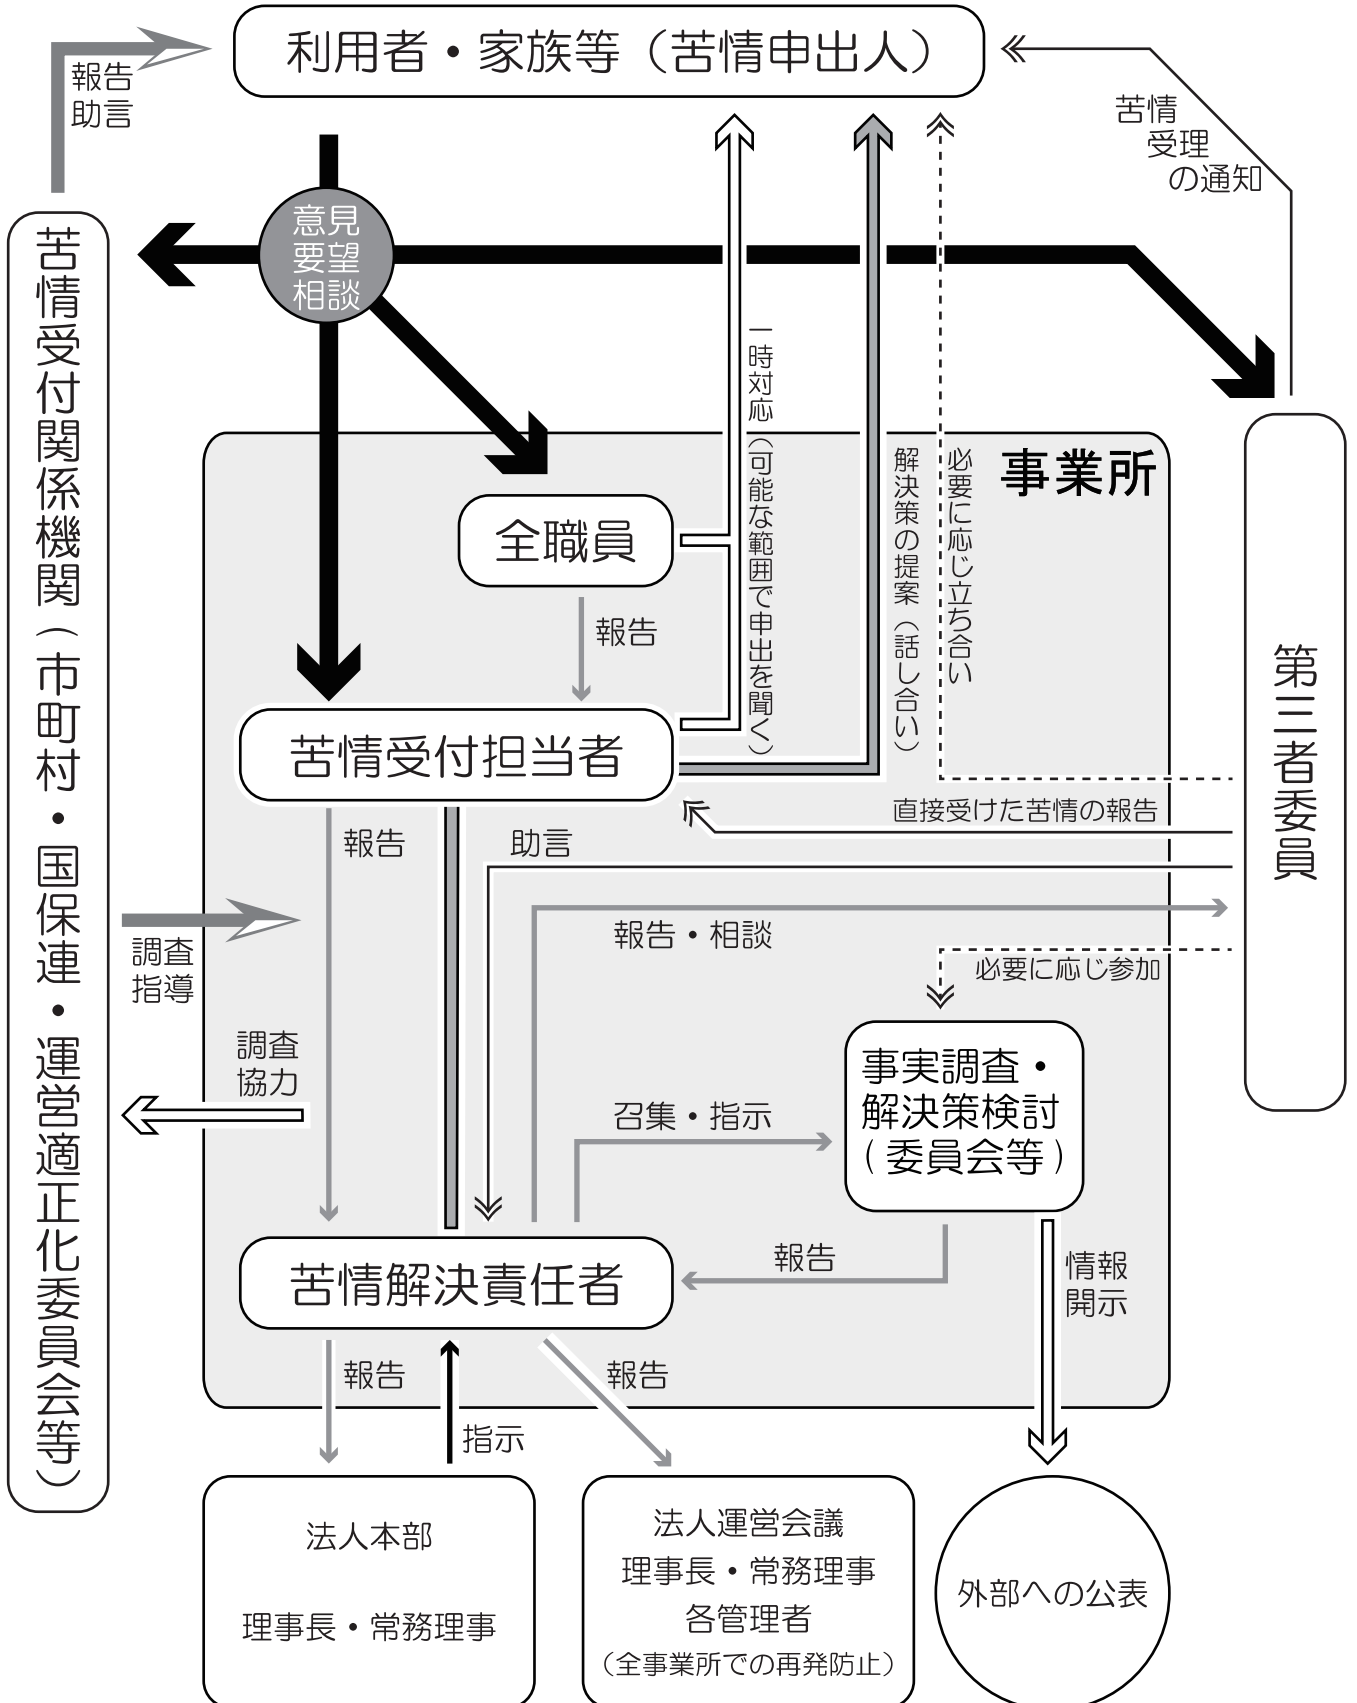 利用者・家族等（苦情申出人）
報告
助言
苦情
受理
の通知
意見
要望
相談
苦情受付関係機関（市町村・国保連・運営適正化委員会等）
一時対応（可能な範囲で申出を聞く）
解決策の提案（話し合い）
必要に応じ立ち合い
事業所
全職員
報告
第三者委員
苦情受付担当者
直接受けた苦情の報告
報告
助言
報告・相談
調査
指導
必要に応じ参加
調査
協力
事実調査・
解決策検討
（委員会等）
召集・指示
報告
苦情解決責任者
情報
開示
報告
指示
報告
法人本部
理事長・常務理事
法人運営会議
理事長・常務理事
各管理者
（全事業所での再発防止）
外部への公表